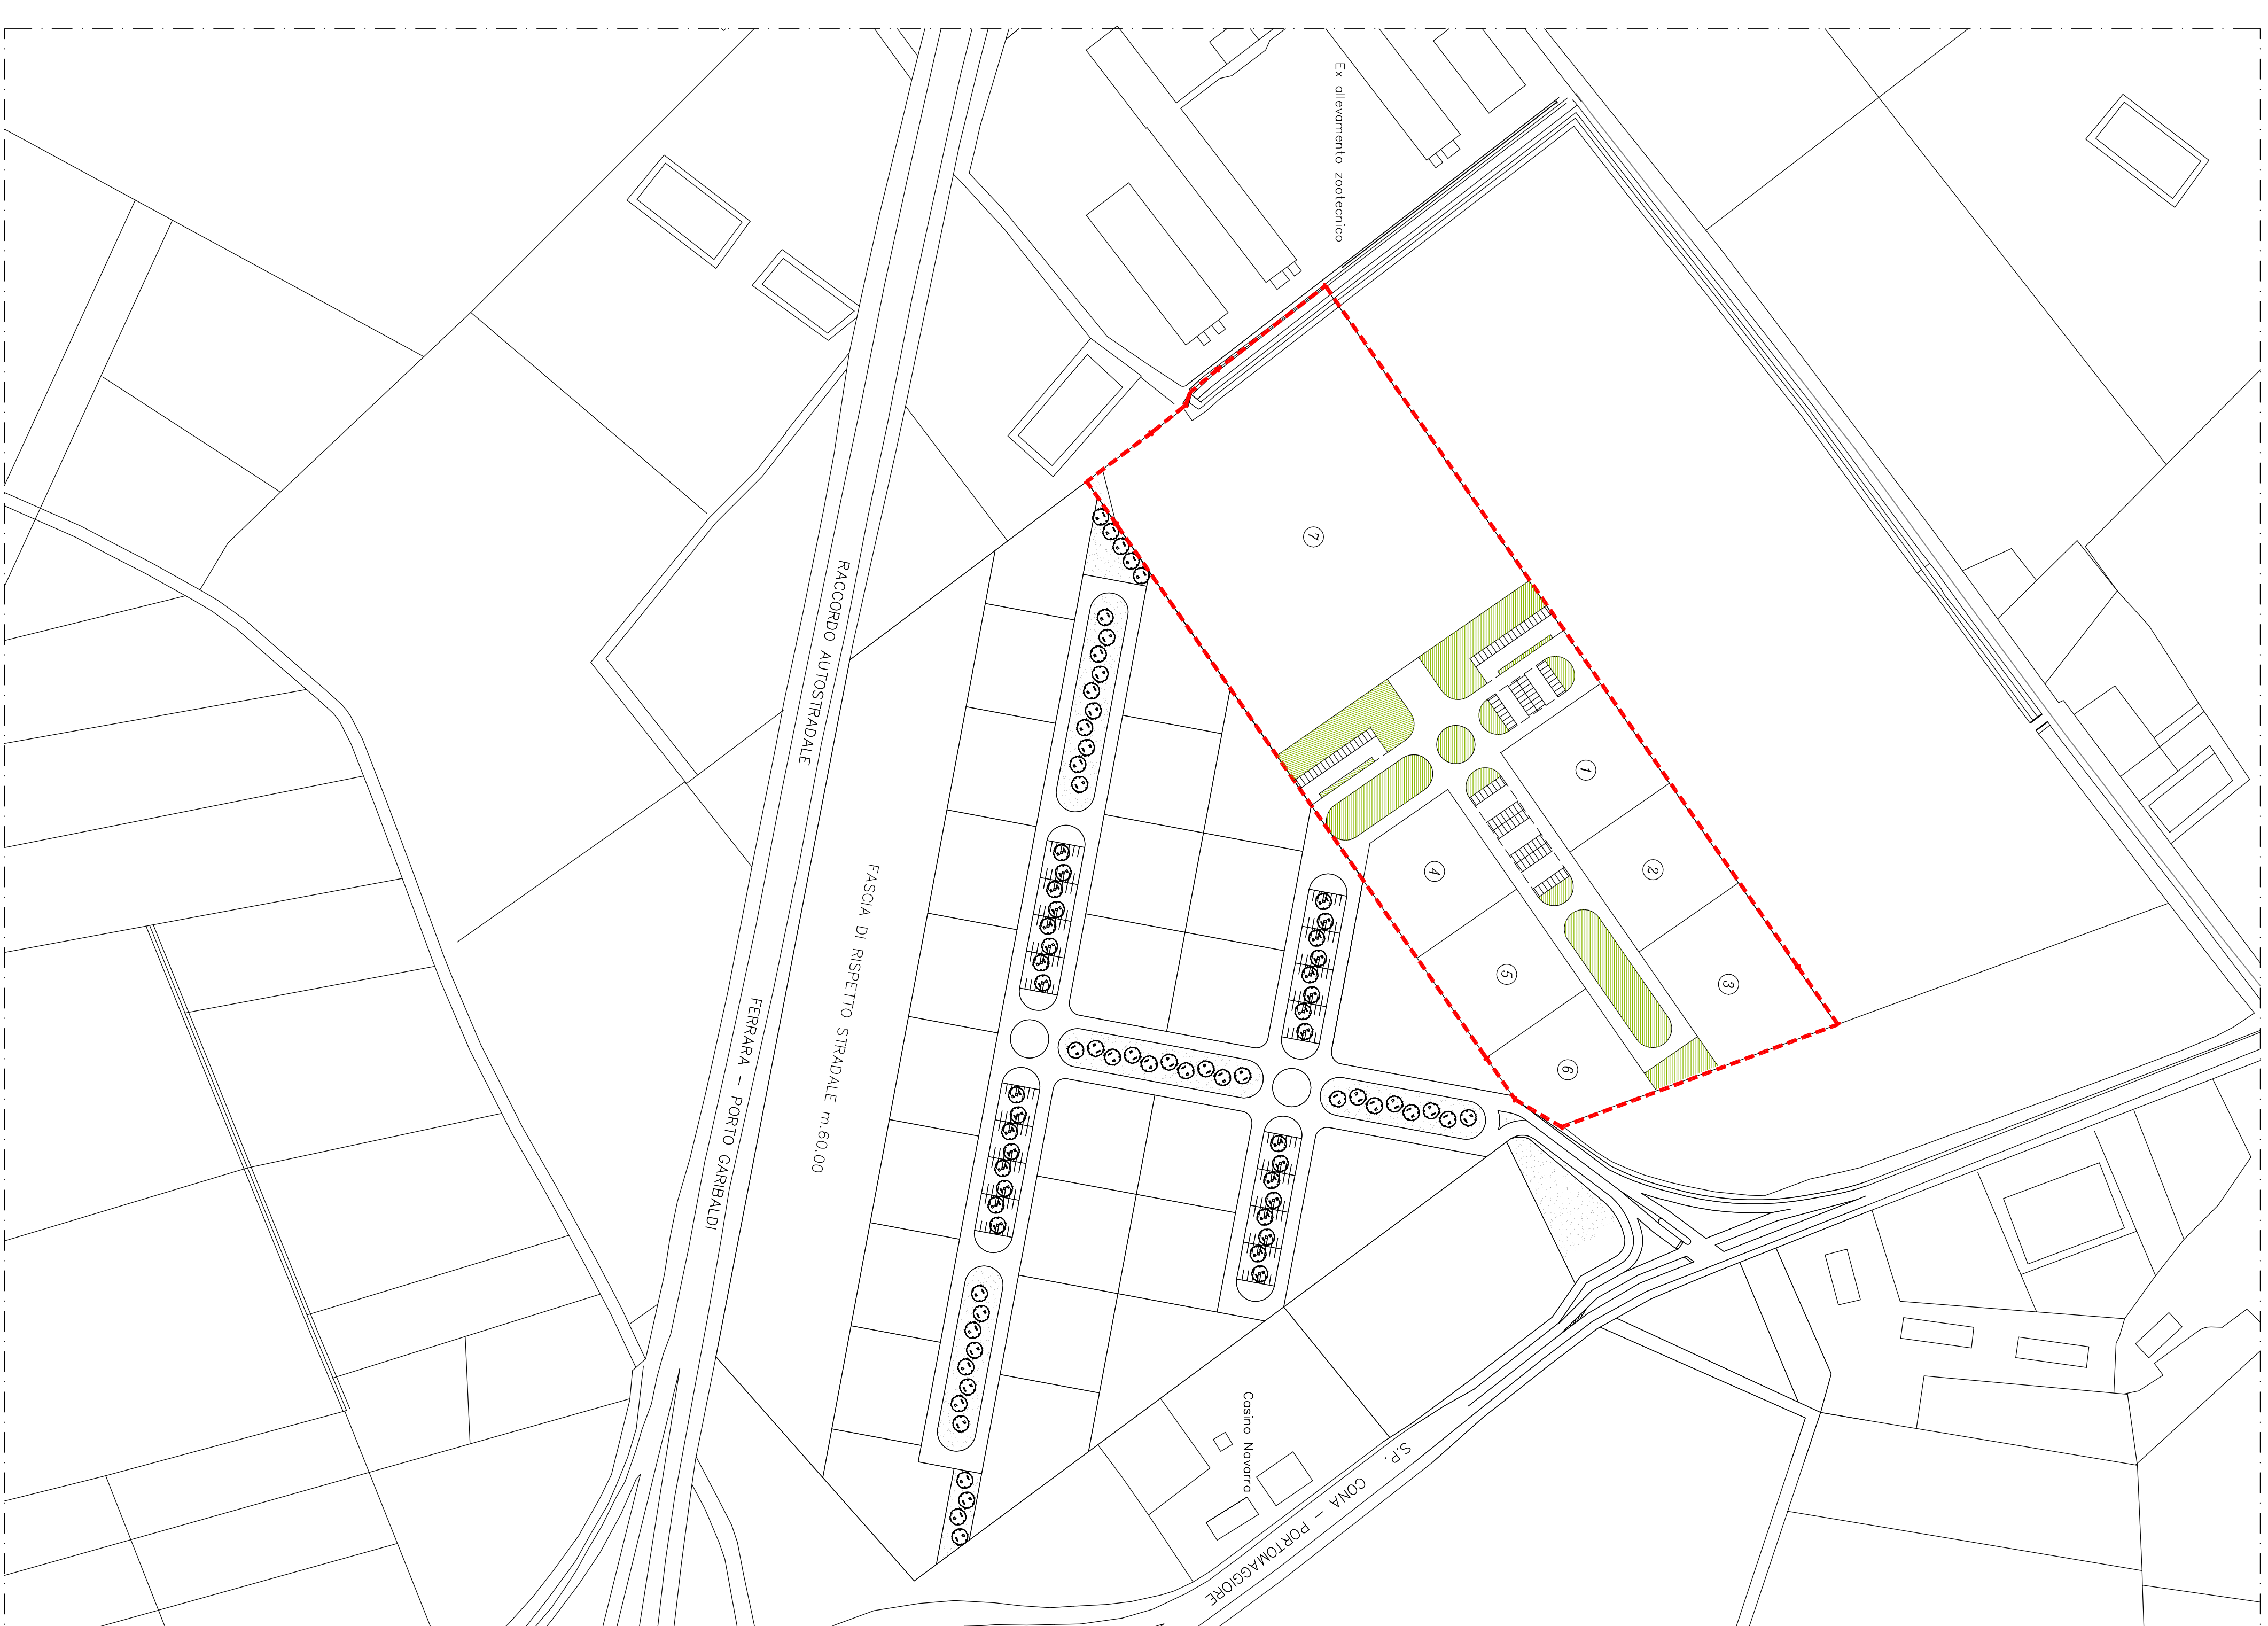 Ex allevamento zootecnico
7
RACCORDO AUTOSTRADALE
FERRARA - PORTO GARIBALDI
FASCIA DI RISPETTO STRADALE m.60.00
1
2
3
4
5
6
Casino Navarra
S.P. CONA - PORTOMAGGIORE